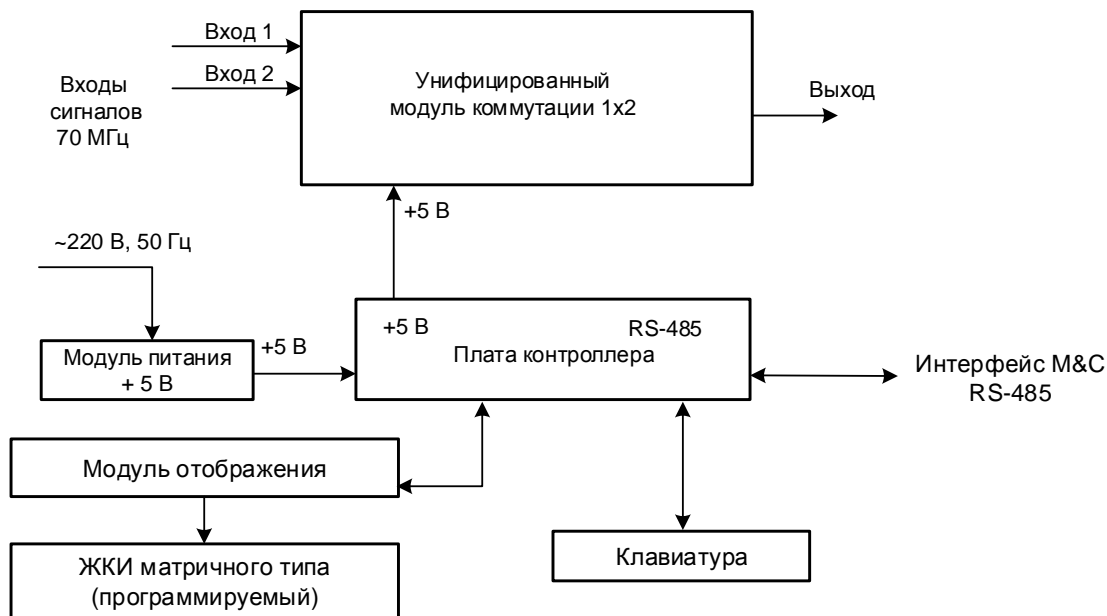 Вход 1
Вход 2
Входы
сигналов
70 МГц
Унифицированный
модуль коммутации 1х2
Выход
+5 В
~220 В, 50 Гц
Модуль питания
+ 5 В
+5 В
+5 В
RS-485
Плата контроллера
Интерфейс M&C
RS-485
Модуль отображения
ЖКИ матричного типа
(программируемый)
Клавиатура